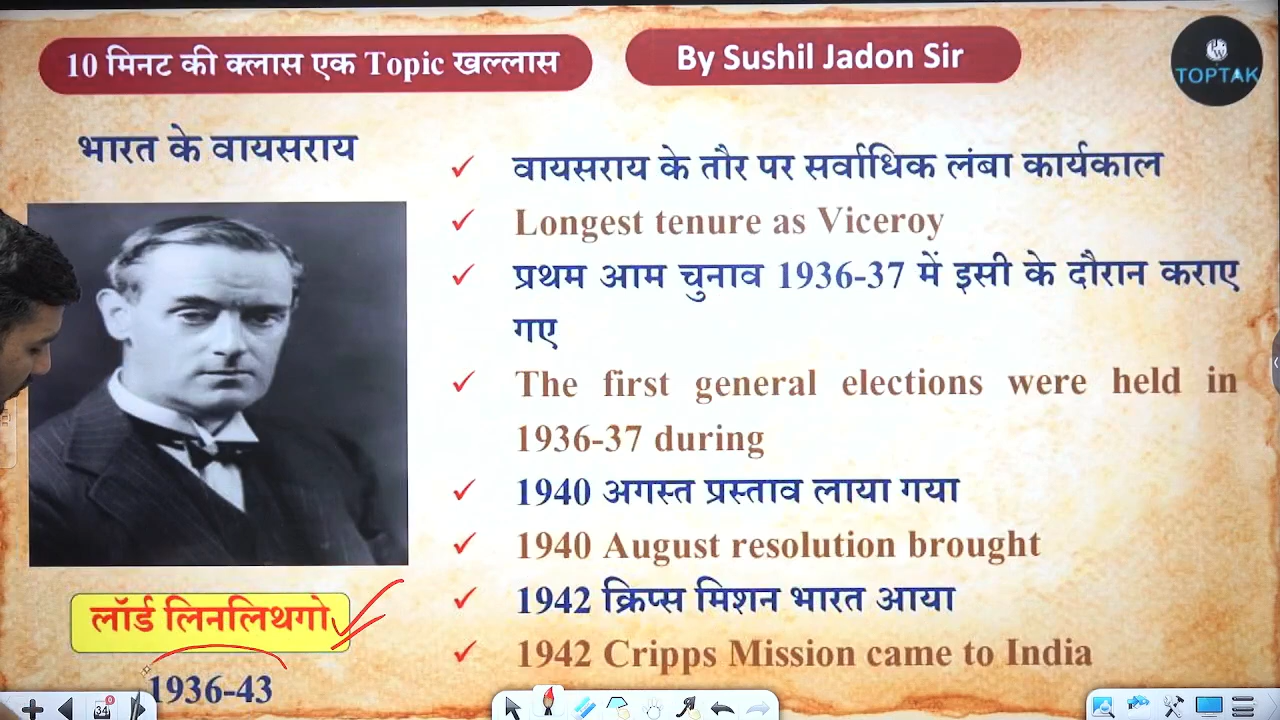 10 मिनट की क्लास एक Topic खल्लास
By Sushil Jadon Sir
TOPTAK
भारत के वायसराय
वायसराय के तौर पर सर्वाधिक लंबा कार्यकाल
Longest tenure as Viceroy
प्रथम आम चुनाव 1936-37 में इसी के दौरान कराए
गए
The first general elections were held in
1936-37 during
1940 अगस्त प्रस्ताव लाया गया
1940 August resolution brought
1942 क्रिप्स मिशन भारत आया
1942 Cripps Mission came to India
लॉर्ड लिनलिथगो
1936-43
34